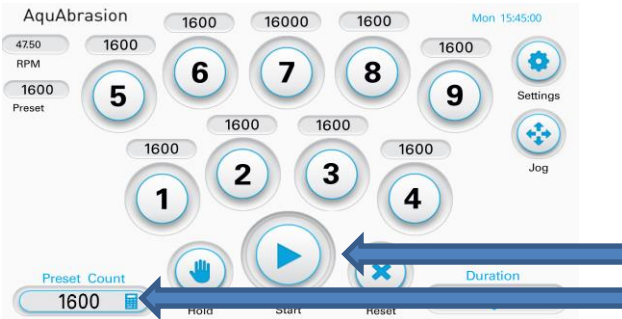 AquAbrasion
Mon 15:45:00
1600 16000 1600
47.50 1600 1600
RPM
6 7 8
1600
Preset
5 9
Settings
1600 1600
1600 1600
Jog
2 3
1 4
Preset Count
Duration
1600
Hold Start Reset